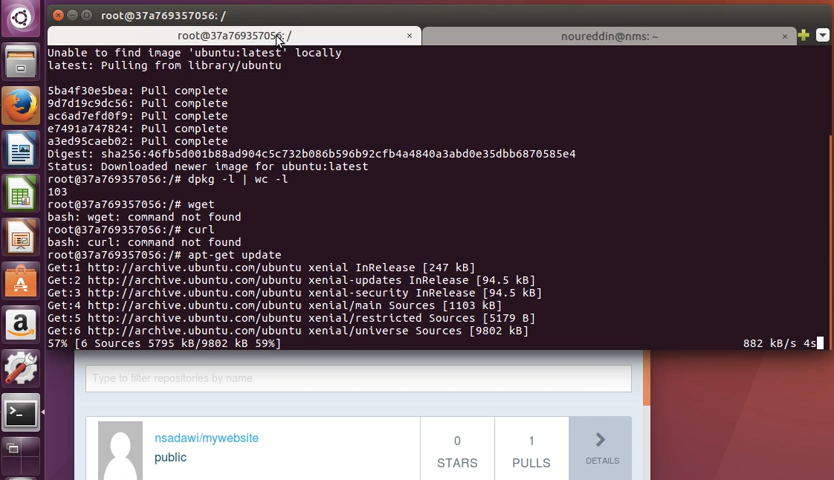 root@37a769357056: /
root@37a769357056: / ×
noureddin@nms: ~ ×
Unable to find image 'ubuntu:latest' locally
latest: Pulling from library/ubuntu
5ba4f30e5bea: Pull complete
9d7d19c9dc56: Pull complete
ac6ad7efd0f9: Pull complete
e7491a747824: Pull complete
a3ed95caeb02: Pull complete
Digest: sha256:46fb5d001b88ad904c5c732b086b596b92cfb4a4840a3abd0e35dbb6870585e4
Status: Downloaded newer image for ubuntu:latest
root@37a769357056:/# dpkg -l | wc -l
103
root@37a769357056:/# wget
bash: wget: command not found
root@37a769357056:/# curl
bash: curl: command not found
root@37a769357056:/# apt-get update
Get:1 http://archive.ubuntu.com/ubuntu xenial InRelease [247 kB]
Get:2 http://archive.ubuntu.com/ubuntu xenial-updates InRelease [94.5 kB]
Get:3 http://archive.ubuntu.com/ubuntu xenial-security InRelease [94.5 kB]
Get:4 http://archive.ubuntu.com/ubuntu xenial/main Sources [1103 kB]
Get:5 http://archive.ubuntu.com/ubuntu xenial/restricted Sources [5179 B]
Get:6 http://archive.ubuntu.com/ubuntu xenial/universe Sources [9802 kB]
57% [6 Sources 5795 kB/9802 kB 59%] 882 kB/s 4s
Type to filter repositories by name
nsadawi/mywebsite
public
0
STARS
1
PULLS
DETAILS